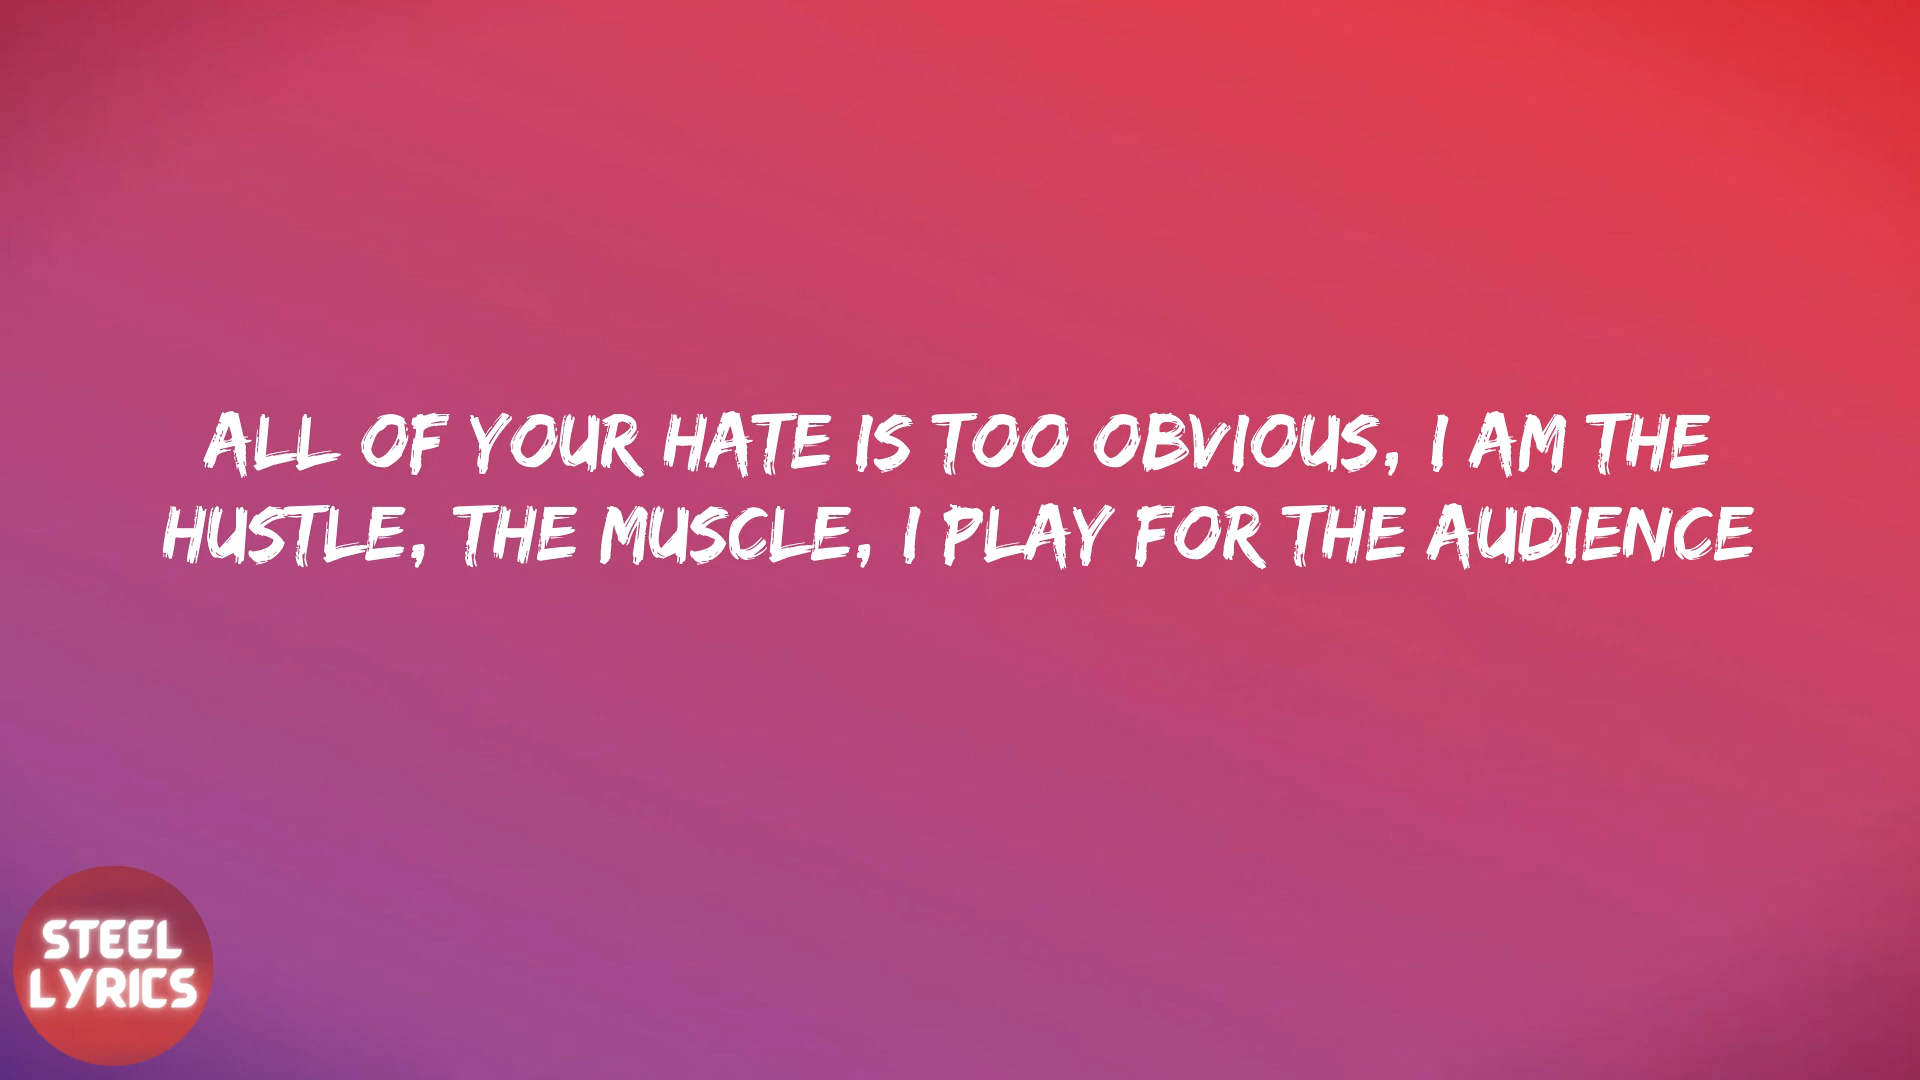 ALL OF YOUR HATE IS TOO OBVIOUS, I AM THE
HUSTLE, THE MUSCLE, I PLAY FOR THE AUDIENCE
STEEL
LYRICS